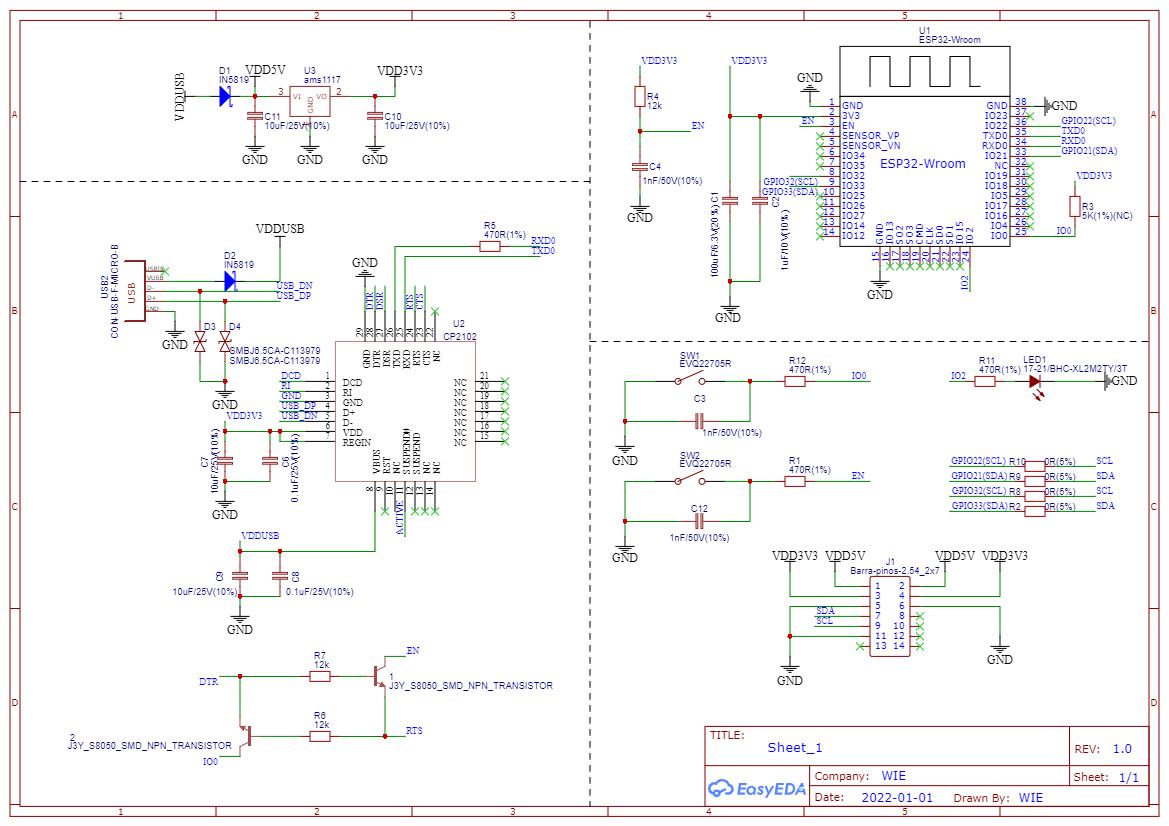 1 2 3 4 5
A
B
C
D
VDDUSB
D1
IN5819
VDD5V
U3
ams1117
3 VI VO 2
GND
VDD3V3
C11
10uF/25V(10%)
C10
10uF/25V(10%)
GND
GND
GND
USB2
CON-USB-F-MICRO-B
USB
USBID
VUSB
D-
D+
GND
VDDUSB
D2
IN5819
USB_DN
USB_DP
GND
D3
D4
SMBJ6.5CA-C113979
SMBJ6.5CA-C113979
GND
R5
470R(1%)
RXD0
TXD0
GND
DTR
DSR
RTS
CTS
29
28
27
26
25
24
23
22
U2
CP2102
GND
DTR
DSR
TXD
RXD
RTS
CTS
NC
DCD 1 DCD
RI 2 RI
GND 3 GND
USB_DP 4 D+
USB_DN 5 D-
6 VDD
7 REGIN
NC 21
NC 20
NC 19
NC 18
NC 17
NC 16
NC 15
VBUS
RST
NC
SUSPEND0
SUSPEND
NC
NC
8
9
10
11
12
13
14
ACTIVE
VDD3V3
C7
10uF/25V(10%)
C6
0.1uF/25V(10%)
GND
VDDUSB
C9
10uF/25V(10%)
C8
0.1uF/25V(10%)
GND
DTR
R7
12k
EN
1
J3Y_S8050_SMD_NPN_TRANSISTOR
R6
12k
RTS
2
J3Y_S8050_SMD_NPN_TRANSISTOR
IO0
VDD3V3
R4
12k
EN
C4
1nF/50V(10%)
GND
VDD3V3
C1
100uF/6.3V(20%)
C2
1uF/10V(10%)
GND
GND
U1
ESP32-Wroom
ESP32-Wroom
1 GND
2 3V3
EN 3 EN
4 SENSOR_VP
5 SENSOR_VN
6 IO34
7 IO35
8 IO32
GPIO32(SCL) 9 IO33
GPIO33(SDA) 10 IO25
11 IO26
12 IO27
13 IO14
14 IO12
GND 38 GND
IO23 37
IO22 36 GPIO22(SCL)
TXD0 35 TXD0
RXD0 34 RXD0
IO21 33 GPIO21(SDA)
NC 32
IO19 31
IO18 30
IO5 29
IO17 28
IO16 27
IO4 26
IO0 25 IO0
GND
IO13
SD2
SD3
CMD
CLK
SD0
SD1
IO15
IO2
15
16
17
18
19
20
21
22
23
24
IO2
GND
VDD3V3
R3
5K(1%)(NC)
SW1
EVQ22705R
R12
470R(1%)
IO0
C3
1nF/50V(10%)
GND
SW2
EVQ22705R
R1
470R(1%)
EN
C12
1nF/50V(10%)
GND
IO2
R11
470R(1%)
LED1
17-21/BHC-XL2M2TY/3T
GND
GPIO22(SCL) R10 0R(5%) SCL
GPIO21(SDA) R9 0R(5%) SDA
GPIO32(SCL) R8 0R(5%) SCL
GPIO33(SDA) R2 0R(5%) SDA
VDD3V3 VDD5V VDD5V VDD3V3
J1
Barra-pinos-2.54_2x7
1 2
3 4
5 6
SDA 7 8
SCL 9 10
11 12
13 14
GND
GND
TITLE:
Sheet_1
REV: 1.0
EasyEDA
Company: WIE
Sheet: 1/1
Date: 2022-01-01 Drawn By: WIE
1 2 3 4 5
A
B
C
D